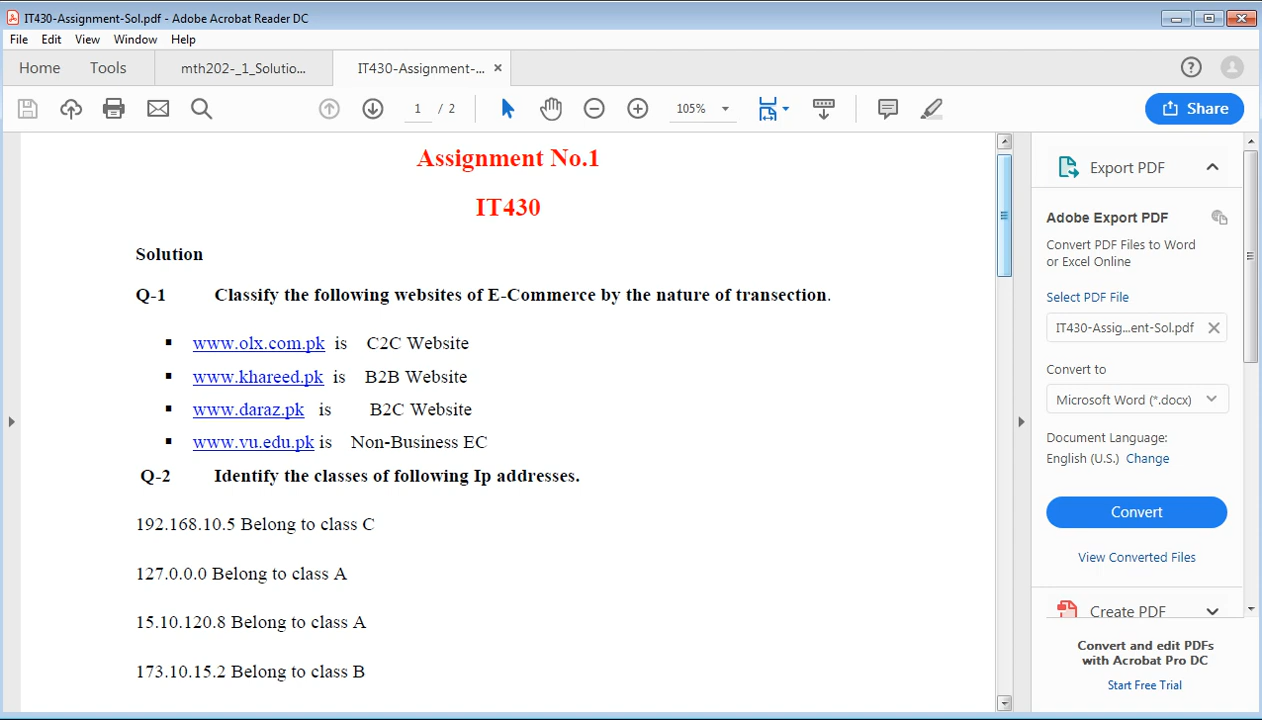 IT430-Assignment-Sol.pdf - Adobe Acrobat Reader DC
File Edit View Window Help
Home Tools mth202-_1_Solutio... IT430-Assignment-... ×
1 / 2 105% Share
Assignment No.1
IT430
Solution
Q-1 Classify the following websites of E-Commerce by the nature of transection.
▪ www.olx.com.pk is C2C Website
▪ www.khareed.pk is B2B Website
▪ www.daraz.pk is B2C Website
▪ www.vu.edu.pk is Non-Business EC
Q-2 Identify the classes of following Ip addresses.
192.168.10.5 Belong to class C
127.0.0.0 Belong to class A
15.10.120.8 Belong to class A
173.10.15.2 Belong to class B
Export PDF
Adobe Export PDF
Convert PDF Files to Word
or Excel Online
Select PDF File
IT430-Assig...ent-Sol.pdf
Convert to
Microsoft Word (*.docx)
Document Language:
English (U.S.) Change
Convert
View Converted Files
Create PDF
Convert and edit PDFs
with Acrobat Pro DC
Start Free Trial